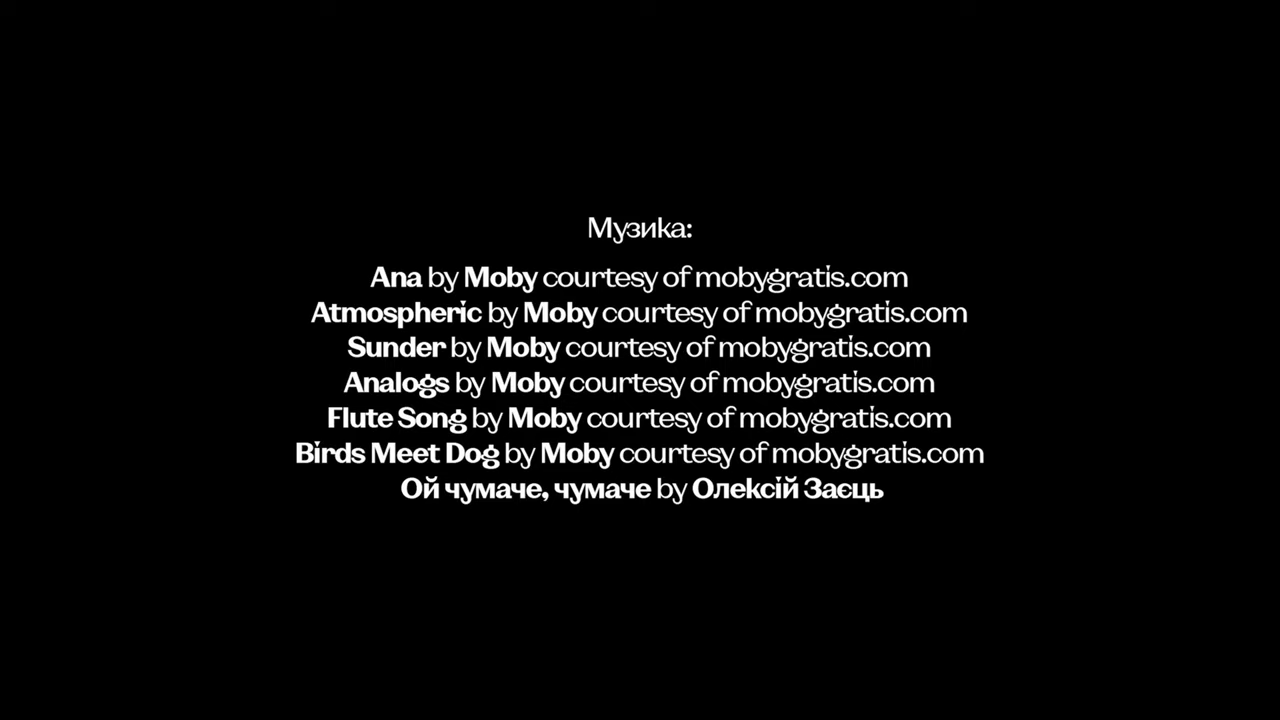 Музика:
Ana by Moby courtesy of mobygratis.com
Atmospheric by Moby courtesy of mobygratis.com
Sunder by Moby courtesy of mobygratis.com
Analogs by Moby courtesy of mobygratis.com
Flute Song by Moby courtesy of mobygratis.com
Birds Meet Dog by Moby courtesy of mobygratis.com
Ой чумаче, чумаче by Олексій Заєць